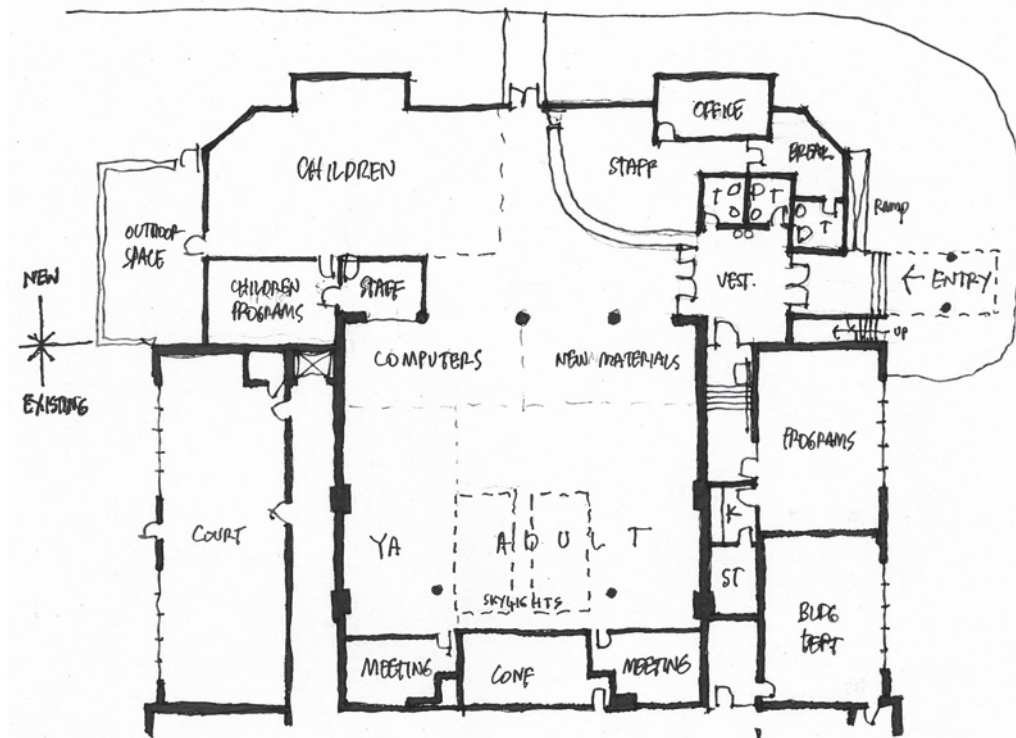 OFFICE
CHILDREN
STAFF
BREAK
T
T
T
RAMP
OUTDOOR
SPACE
CHILDREN
PROGRAMS
STAFF
VEST.
← ENTRY
NEW
UP
COMPUTERS
NEW MATERIALS
EXISTING
PROGRAMS
COURT
YA
ADULT
K
SKYLIGHTS
ST
BLDG
DEPT
MEETING
CONF
MEETING